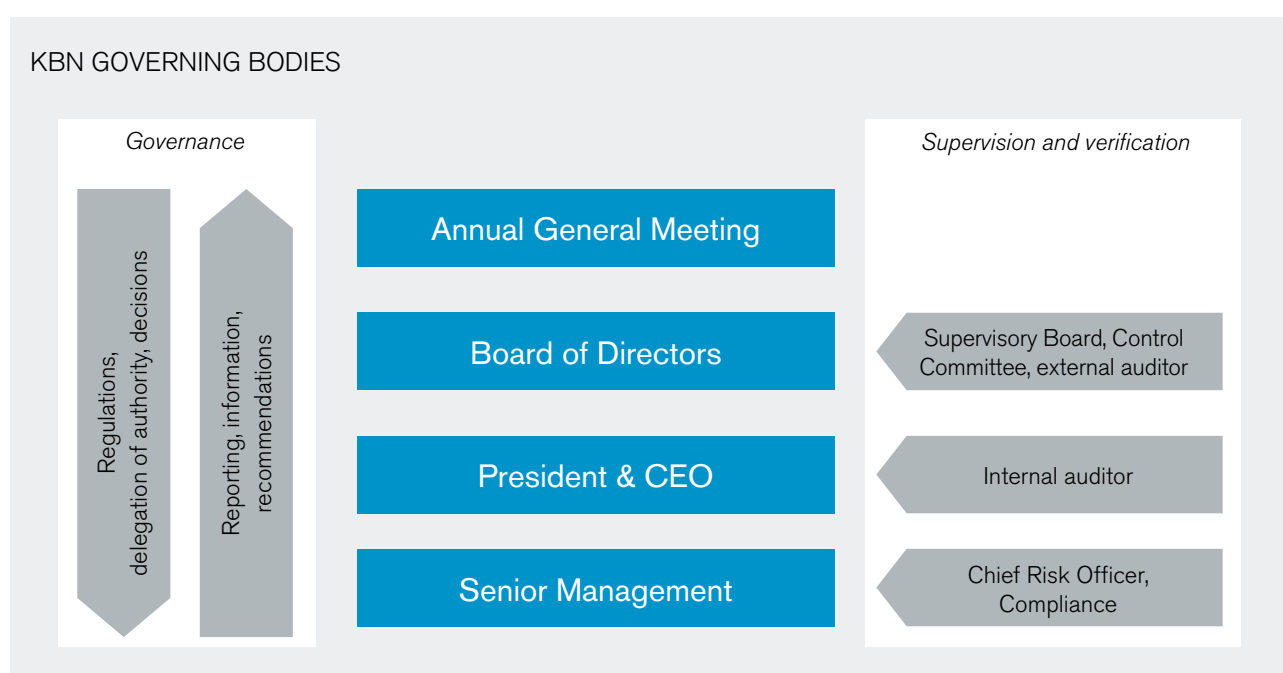 KBN GOVERNING BODIES
Governance
Regulations,
delegation of authority, decisions
Reporting, information,
recommendations
Annual General Meeting
Board of Directors
President & CEO
Senior Management
Supervision and verification
Supervisory Board, Control
Committee, external auditor
Internal auditor
Chief Risk Officer,
Compliance